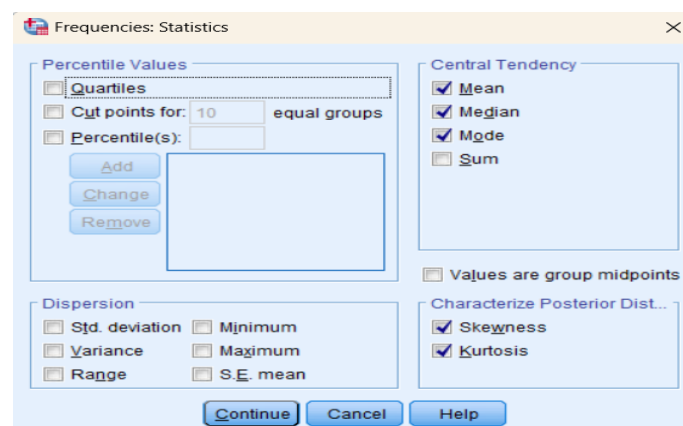 Frequencies: Statistics
Percentile Values
Quartiles
Cut points for: 10 equal groups
Percentile(s):
Add
Change
Remove
Central Tendency
Mean
Median
Mode
Sum
Values are group midpoints
Dispersion
Std. deviation Minimum
Variance Maximum
Range S.E. mean
Characterize Posterior Dist...
Skewness
Kurtosis
Continue Cancel Help